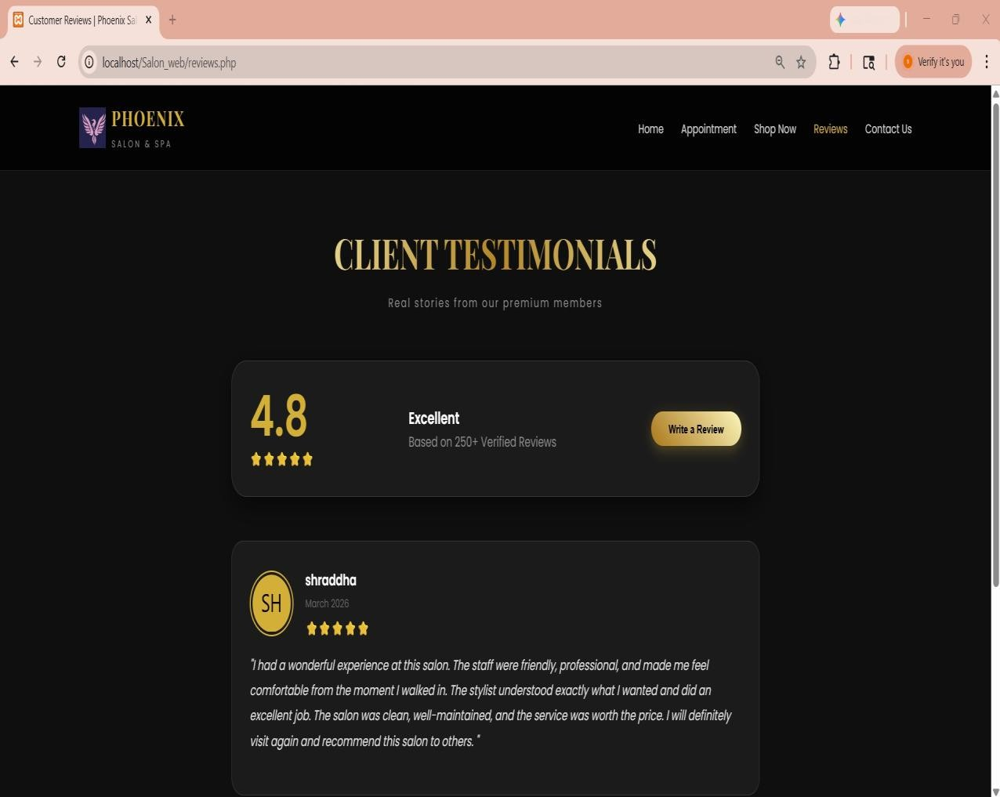 Customer Reviews | Phoenix Sal
localhost/Salon_web/reviews.php
Verify it's you
PHOENIX
SALON & SPA
Home
Appointment
Shop Now
Reviews
Contact Us
CLIENT TESTIMONIALS
Real stories from our premium members
4.8
Excellent
Based on 250+ Verified Reviews
Write a Review
SH
shraddha
March 2026
"I had a wonderful experience at this salon. The staff were friendly, professional, and made me feel
comfortable from the moment I walked in. The stylist understood exactly what I wanted and did an
excellent job. The salon was clean, well-maintained, and the service was worth the price. I will definitely
visit again and recommend this salon to others. "